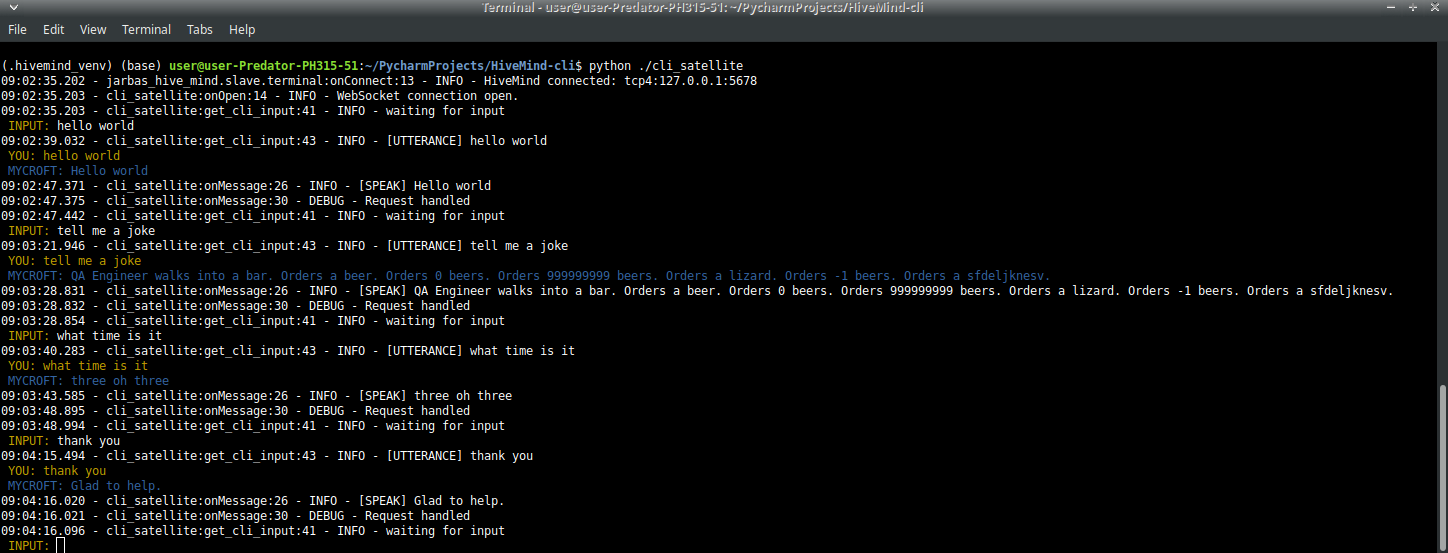 Terminal - user@user-Predator-PH315-51: ~/PycharmProjects/HiveMind-cli
File Edit View Terminal Tabs Help
(.hivemind_venv) (base) user@user-Predator-PH315-51:~/PycharmProjects/HiveMind-cli$ python ./cli_satellite
09:02:35.202 - jarbas_hive_mind.slave.terminal:onConnect:13 - INFO - HiveMind connected: tcp4:127.0.0.1:5678
09:02:35.203 - cli_satellite:onOpen:14 - INFO - WebSocket connection open.
09:02:35.203 - cli_satellite:get_cli_input:41 - INFO - waiting for input
INPUT: hello world
09:02:39.032 - cli_satellite:get_cli_input:43 - INFO - [UTTERANCE] hello world
YOU: hello world
MYCROFT: Hello world
09:02:47.371 - cli_satellite:onMessage:26 - INFO - [SPEAK] Hello world
09:02:47.375 - cli_satellite:onMessage:30 - DEBUG - Request handled
09:02:47.442 - cli_satellite:get_cli_input:41 - INFO - waiting for input
INPUT: tell me a joke
09:03:21.946 - cli_satellite:get_cli_input:43 - INFO - [UTTERANCE] tell me a joke
YOU: tell me a joke
MYCROFT: QA Engineer walks into a bar. Orders a beer. Orders 0 beers. Orders 999999999 beers. Orders a lizard. Orders -1 beers. Orders a sfdeljknesv.
09:03:28.831 - cli_satellite:onMessage:26 - INFO - [SPEAK] QA Engineer walks into a bar. Orders a beer. Orders 0 beers. Orders 999999999 beers. Orders a lizard. Orders -1 beers. Orders a sfdeljknesv.
09:03:28.832 - cli_satellite:onMessage:30 - DEBUG - Request handled
09:03:28.854 - cli_satellite:get_cli_input:41 - INFO - waiting for input
INPUT: what time is it
09:03:40.283 - cli_satellite:get_cli_input:43 - INFO - [UTTERANCE] what time is it
YOU: what time is it
MYCROFT: three oh three
09:03:43.585 - cli_satellite:onMessage:26 - INFO - [SPEAK] three oh three
09:03:48.895 - cli_satellite:onMessage:30 - DEBUG - Request handled
09:03:48.994 - cli_satellite:get_cli_input:41 - INFO - waiting for input
INPUT: thank you
09:04:15.494 - cli_satellite:get_cli_input:43 - INFO - [UTTERANCE] thank you
YOU: thank you
MYCROFT: Glad to help.
09:04:16.020 - cli_satellite:onMessage:26 - INFO - [SPEAK] Glad to help.
09:04:16.021 - cli_satellite:onMessage:30 - DEBUG - Request handled
09:04:16.096 - cli_satellite:get_cli_input:41 - INFO - waiting for input
INPUT: